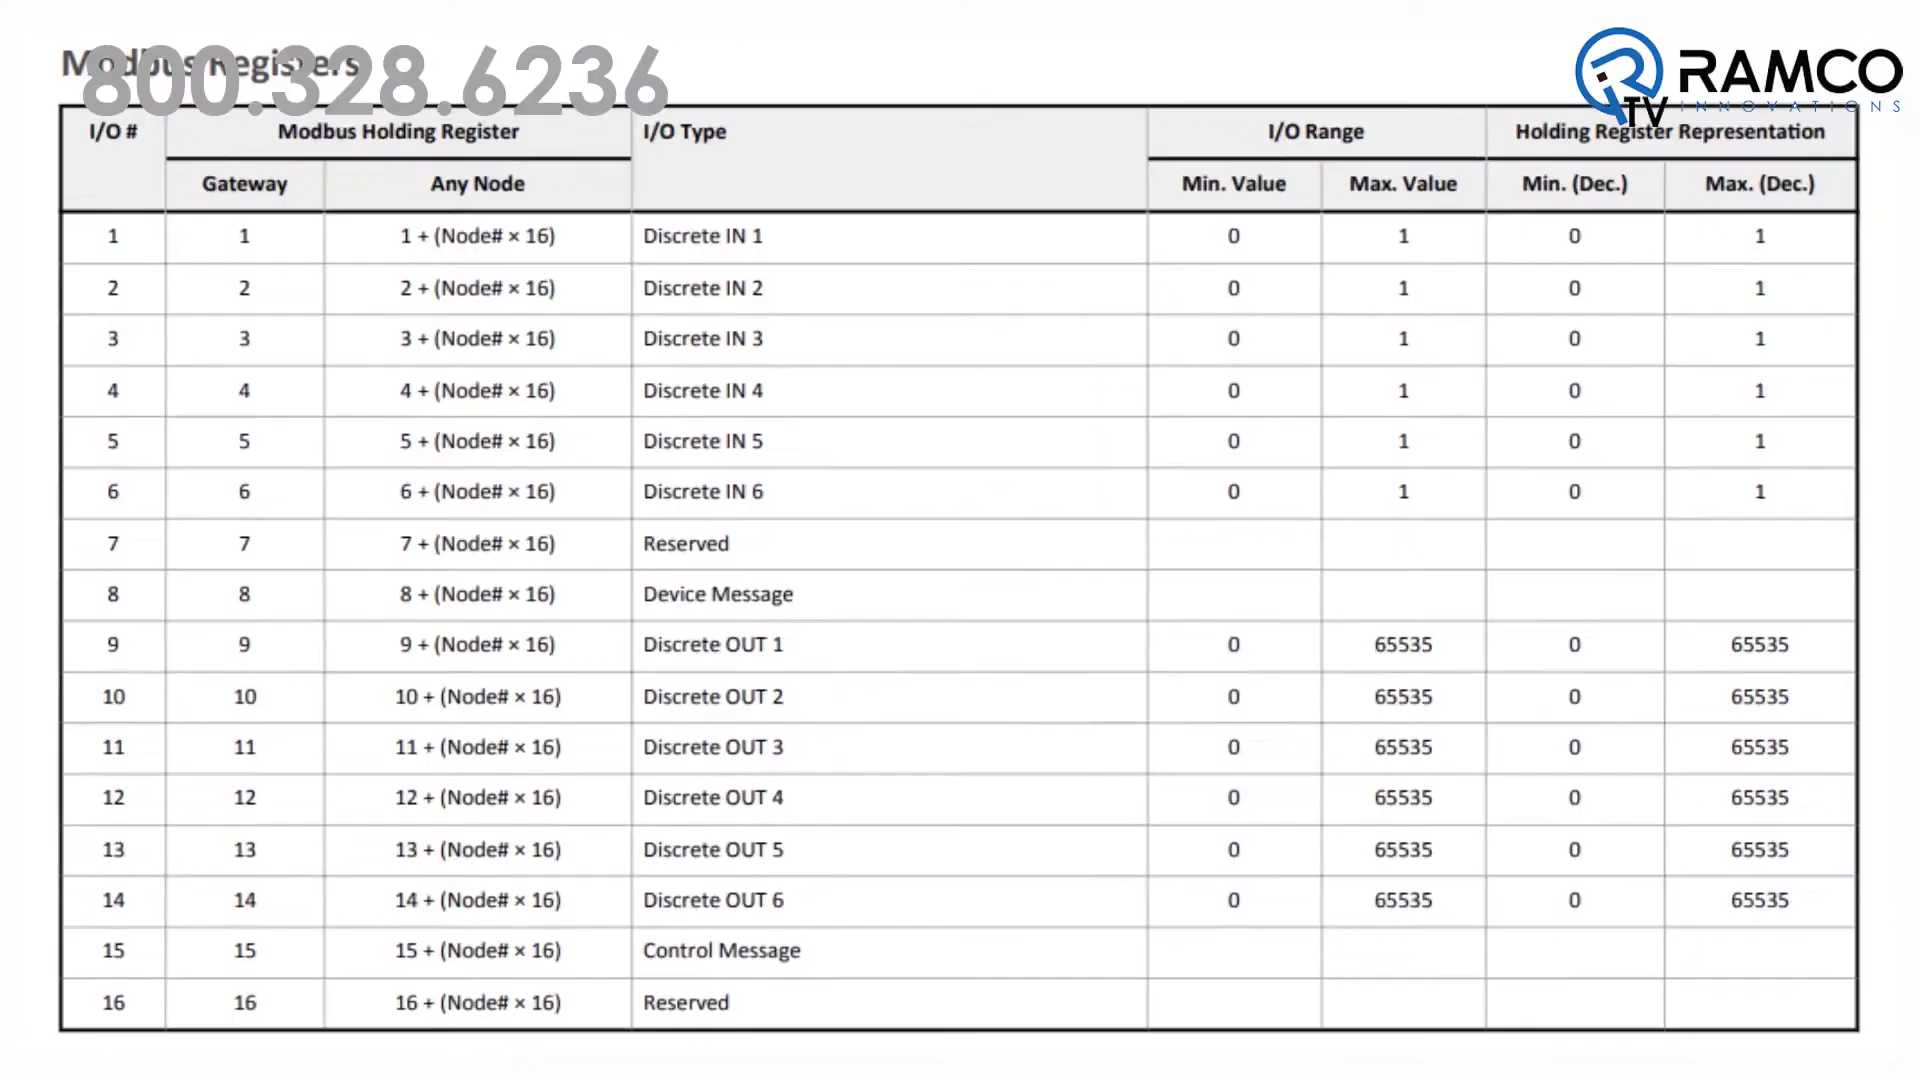 Modbus Registers
800.328.6236
RAMCO
INNOVATIONS
TV
I/O # Modbus Holding Register I/O Type I/O Range Holding Register Representation
Gateway Any Node Min. Value Max. Value Min. (Dec.) Max. (Dec.)
1 1 1 + (Node# × 16) Discrete IN 1 0 1 0 1
2 2 2 + (Node# × 16) Discrete IN 2 0 1 0 1
3 3 3 + (Node# × 16) Discrete IN 3 0 1 0 1
4 4 4 + (Node# × 16) Discrete IN 4 0 1 0 1
5 5 5 + (Node# × 16) Discrete IN 5 0 1 0 1
6 6 6 + (Node# × 16) Discrete IN 6 0 1 0 1
7 7 7 + (Node# × 16) Reserved
8 8 8 + (Node# × 16) Device Message
9 9 9 + (Node# × 16) Discrete OUT 1 0 65535 0 65535
10 10 10 + (Node# × 16) Discrete OUT 2 0 65535 0 65535
11 11 11 + (Node# × 16) Discrete OUT 3 0 65535 0 65535
12 12 12 + (Node# × 16) Discrete OUT 4 0 65535 0 65535
13 13 13 + (Node# × 16) Discrete OUT 5 0 65535 0 65535
14 14 14 + (Node# × 16) Discrete OUT 6 0 65535 0 65535
15 15 15 + (Node# × 16) Control Message
16 16 16 + (Node# × 16) Reserved